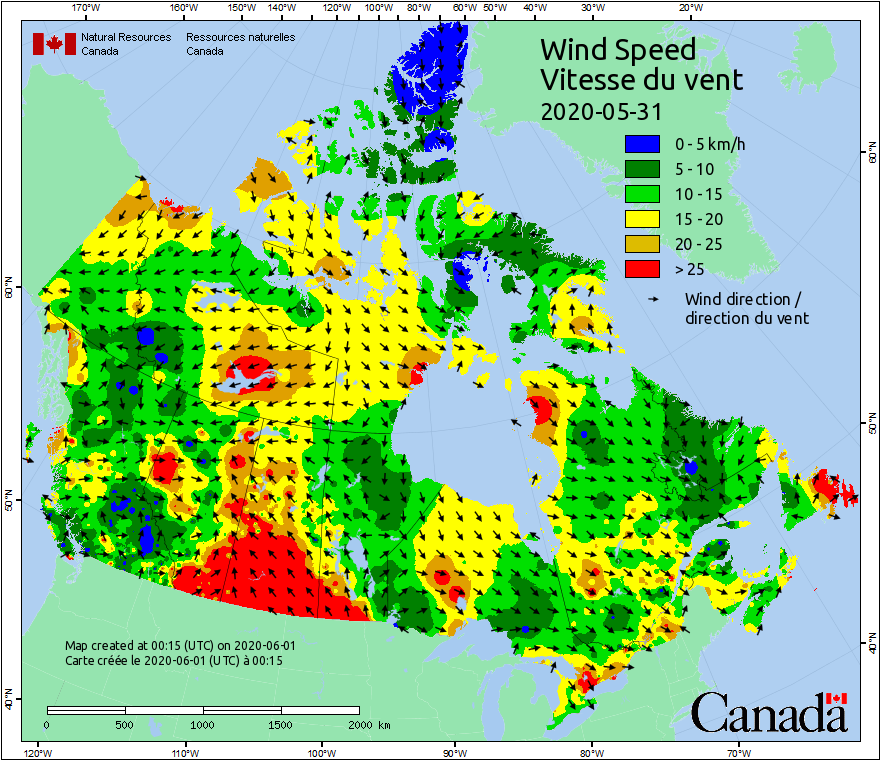 170°W 160°W 150°W 140°W 130°W 120°W 110°W 100°W 90°W 80°W 70°W 60°W 50°W 40°W 30°W 20°W
Natural Resources Ressources naturelles
Canada Canada
Wind Speed
Vitesse du vent
2020-05-31
0 - 5 km/h
5 - 10
10 - 15
15 - 20
20 - 25
> 25
Wind direction /
direction du vent
60°N
60°N
50°N
50°N
40°N
40°N
Map created at 00:15 (UTC) on 2020-06-01
Carte créée le 2020-06-01 (UTC) à 00:15
0 500 1000 1500 2000 km
Canada
120°W 110°W 100°W 90°W 80°W 70°W